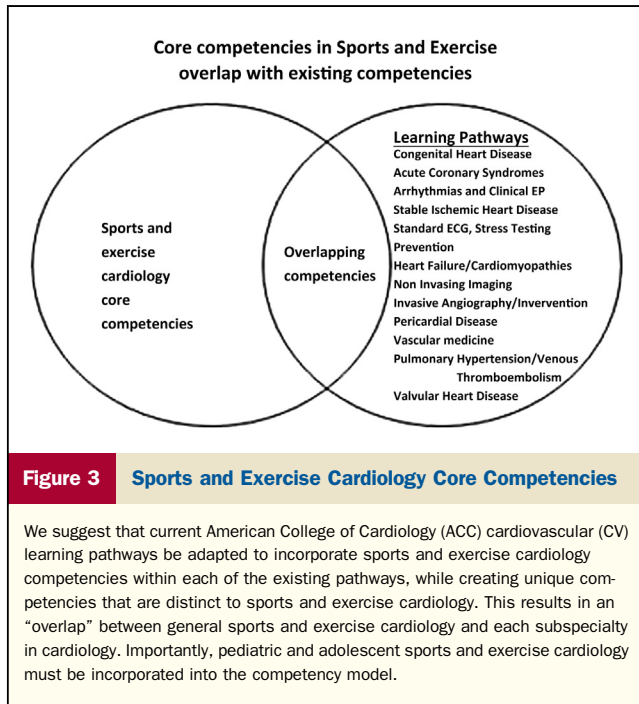 Core competencies in Sports and Exercise
overlap with existing competencies
Sports and
exercise
cardiology
core
competencies
Overlapping
competencies
Learning Pathways
Congenital Heart Disease
Acute Coronary Syndromes
Arrhythmias and Clinical EP
Stable Ischemic Heart Disease
Standard ECG, Stress Testing
Prevention
Heart Failure/Cardiomyopathies
Non Invasing Imaging
Invasive Angiography/Invervention
Pericardial Disease
Vascular medicine
Pulmonary Hypertension/Venous
Thromboembolism
Valvular Heart Disease
Figure 3 Sports and Exercise Cardiology Core Competencies
We suggest that current American College of Cardiology (ACC) cardiovascular (CV)
learning pathways be adapted to incorporate sports and exercise cardiology
competencies within each of the existing pathways, while creating unique com-
petencies that are distinct to sports and exercise cardiology. This results in an
“overlap” between general sports and exercise cardiology and each subspecialty
in cardiology. Importantly, pediatric and adolescent sports and exercise cardiology
must be incorporated into the competency model.